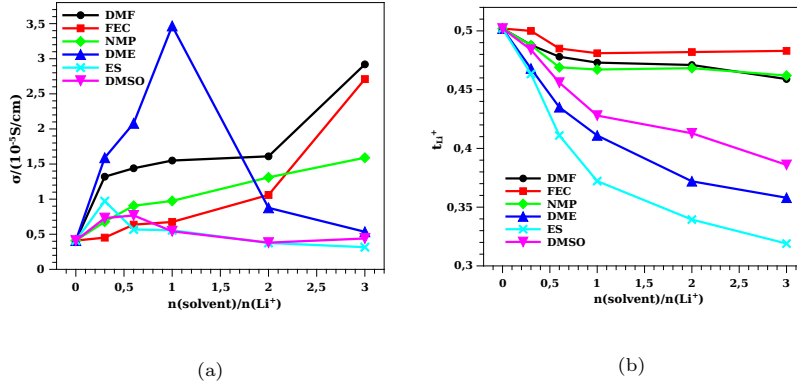 DMF
FEC
NMP
DME
ES
DMSO
3,5
3
2,5
2
1,5
1
0,5
0
σ/(10⁻⁵S/cm)
0 0,5 1 1,5 2 2,5 3
n(solvent)/n(Li⁺)
(a)
0,5
0,45
0,4
0,35
0,3
t_Li⁺
DMF
FEC
NMP
DME
ES
DMSO
0 0,5 1 1,5 2 2,5 3
n(solvent)/n(Li⁺)
(b)